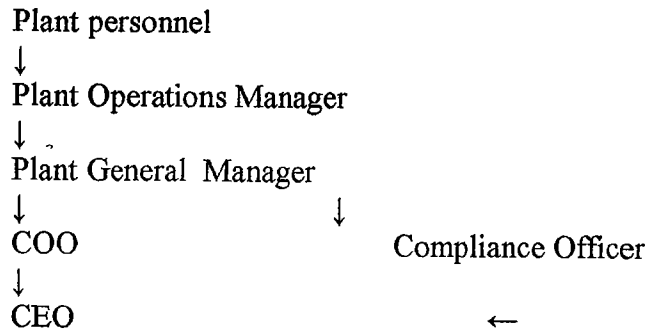 Plant personnel
↓
Plant Operations Manager
↓
Plant General Manager
↓ ↓
COO Compliance Officer
↓
CEO ←